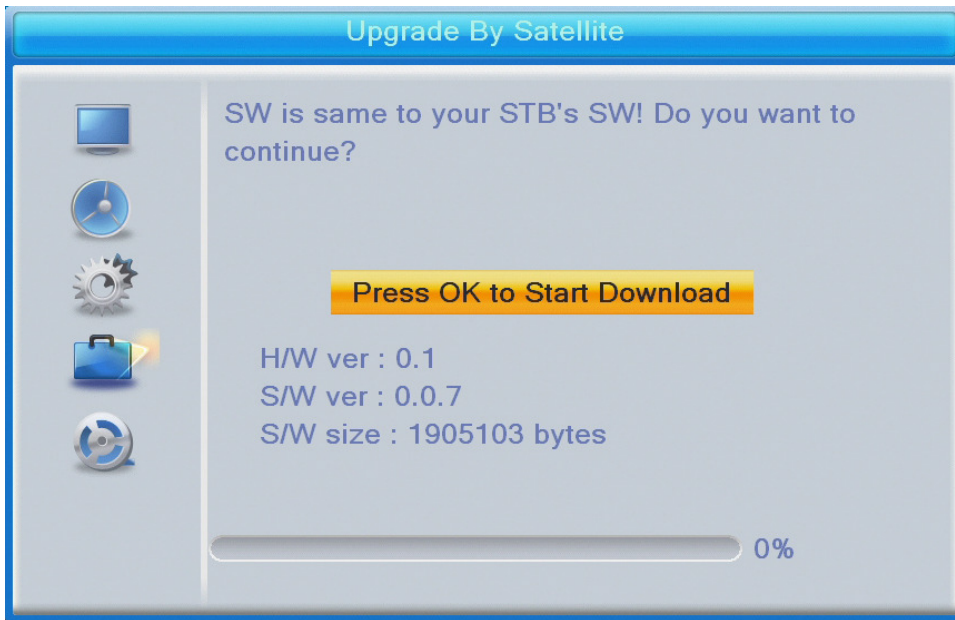 Upgrade By Satellite
SW is same to your STB's SW! Do you want to
continue?
Press OK to Start Download
H/W ver : 0.1
S/W ver : 0.0.7
S/W size : 1905103 bytes
0%